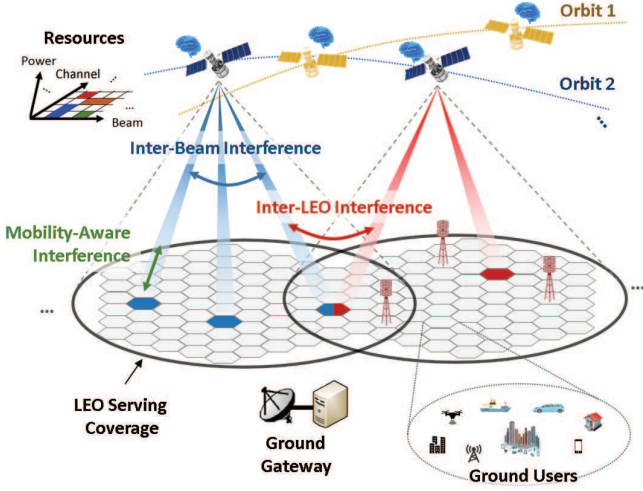 Orbit 1
Resources
Power
Channel
...
...
Beam
Orbit 2
...
Inter-Beam Interference
Inter-LEO Interference
Mobility-Aware
Interference
...
...
LEO Serving
Coverage
Ground
Gateway
Ground Users